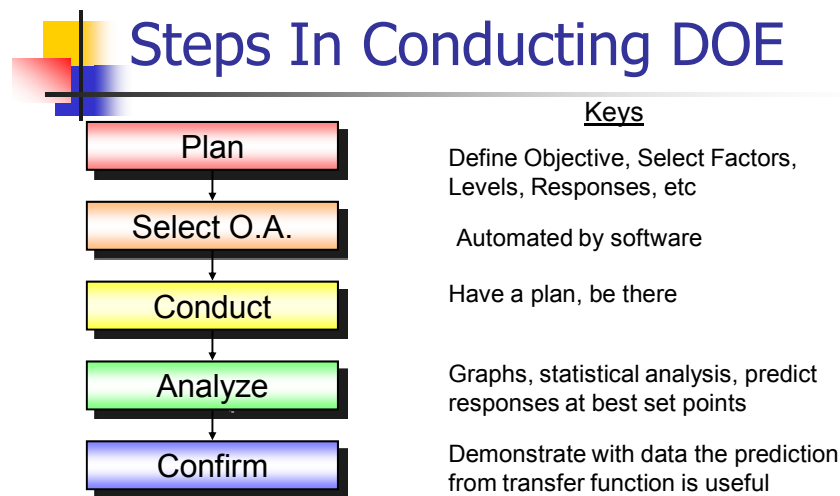 Steps In Conducting DOE
Keys
Plan
Define Objective, Select Factors,
Levels, Responses, etc
Select O.A.
Automated by software
Conduct
Have a plan, be there
Analyze
Graphs, statistical analysis, predict
responses at best set points
Confirm
Demonstrate with data the prediction
from transfer function is useful